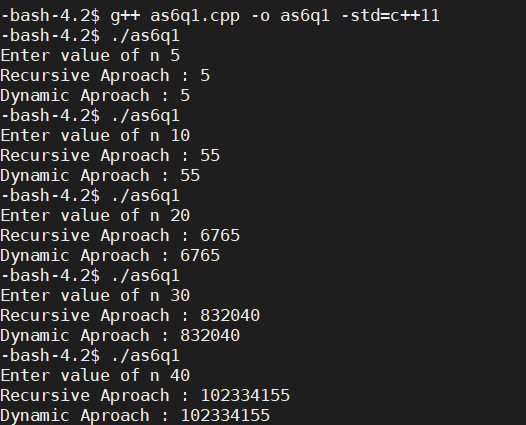 -bash-4.2$ g++ as6q1.cpp -o as6q1 -std=c++11
-bash-4.2$ ./as6q1
Enter value of n 5
Recursive Aproach : 5
Dynamic Aproach : 5
-bash-4.2$ ./as6q1
Enter value of n 10
Recursive Aproach : 55
Dynamic Aproach : 55
-bash-4.2$ ./as6q1
Enter value of n 20
Recursive Aproach : 6765
Dynamic Aproach : 6765
-bash-4.2$ ./as6q1
Enter value of n 30
Recursive Aproach : 832040
Dynamic Aproach : 832040
-bash-4.2$ ./as6q1
Enter value of n 40
Recursive Aproach : 102334155
Dynamic Aproach : 102334155